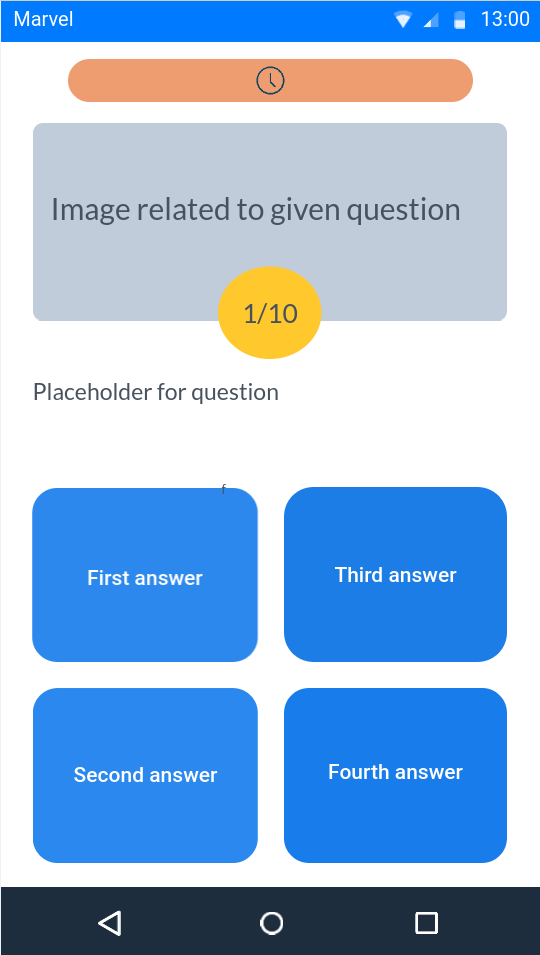 Marvel 13:00
Image related to given question
1/10
Placeholder for question
f
First answer
Third answer
Second answer
Fourth answer